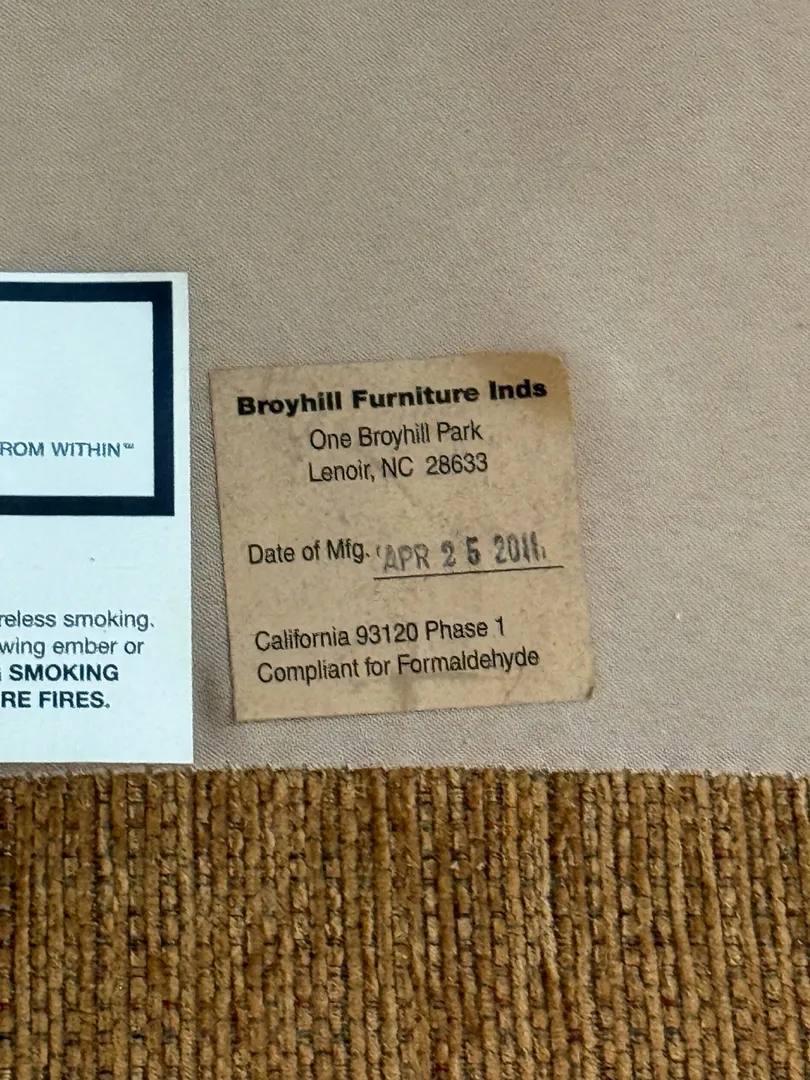 ROM WITHIN™
reless smoking.
wing ember or
SMOKING
RE FIRES.
Broyhill Furniture Inds
One Broyhill Park
Lenoir, NC 28633
Date of Mfg. APR 25 2011
California 93120 Phase 1
Compliant for Formaldehyde